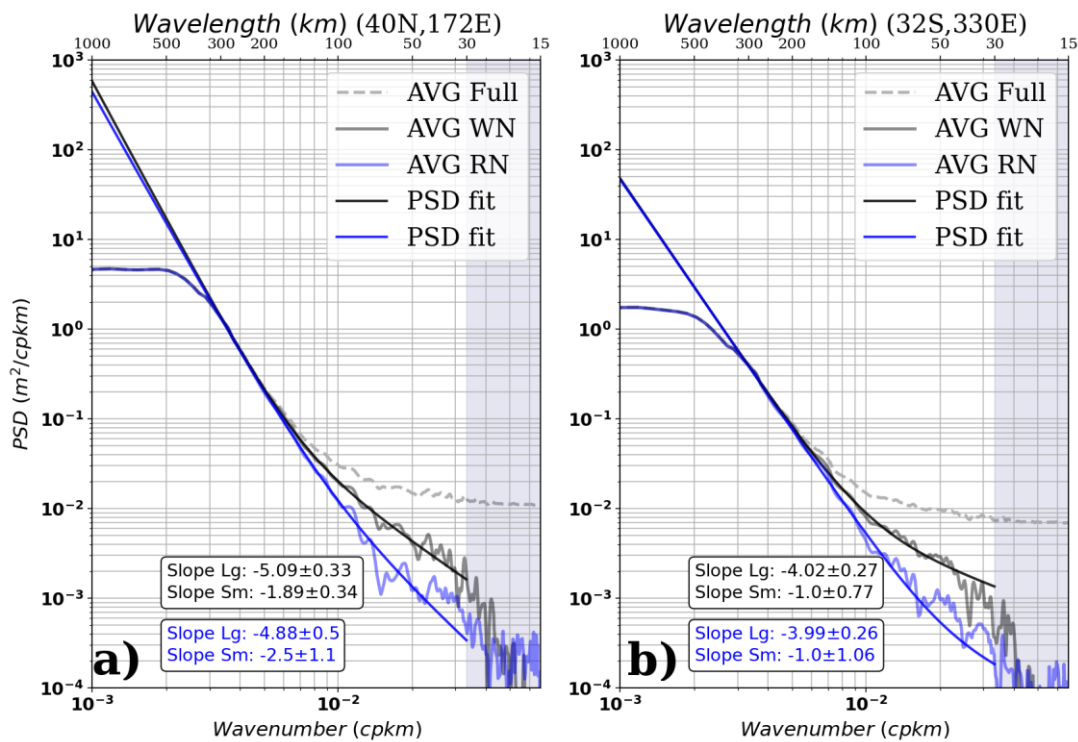 Wavelength (km) (40N,172E)
1000 500 300 200 100 50 30 15
10³
10²
10¹
10⁰
10⁻¹
10⁻²
10⁻³
10⁻⁴
PSD (m²/cpkm)
AVG Full
AVG WN
AVG RN
PSD fit
PSD fit
Slope Lg: -5.09±0.33
Slope Sm: -1.89±0.34
Slope Lg: -4.88±0.5
Slope Sm: -2.5±1.1
a)
10⁻³ 10⁻²
Wavenumber (cpkm)
Wavelength (km) (32S,330E)
1000 500 300 200 100 50 30 15
10³
10²
10¹
10⁰
10⁻¹
10⁻²
10⁻³
10⁻⁴
AVG Full
AVG WN
AVG RN
PSD fit
PSD fit
Slope Lg: -4.02±0.27
Slope Sm: -1.0±0.77
Slope Lg: -3.99±0.26
Slope Sm: -1.0±1.06
b)
10⁻³ 10⁻²
Wavenumber (cpkm)